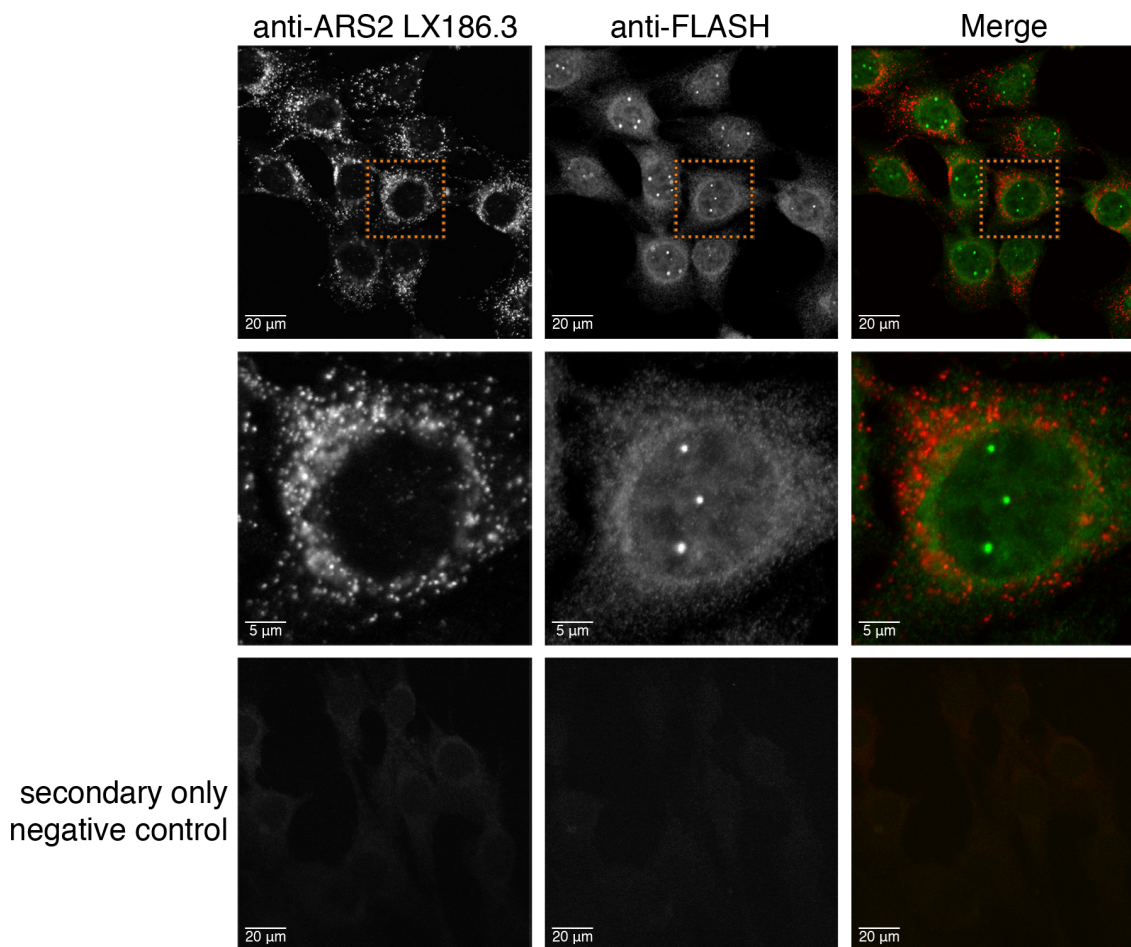 anti-ARS2 LX186.3 anti-FLASH Merge
20 µm 20 µm 20 µm
5 µm 5 µm 5 µm
secondary only
negative control
20 µm 20 µm 20 µm